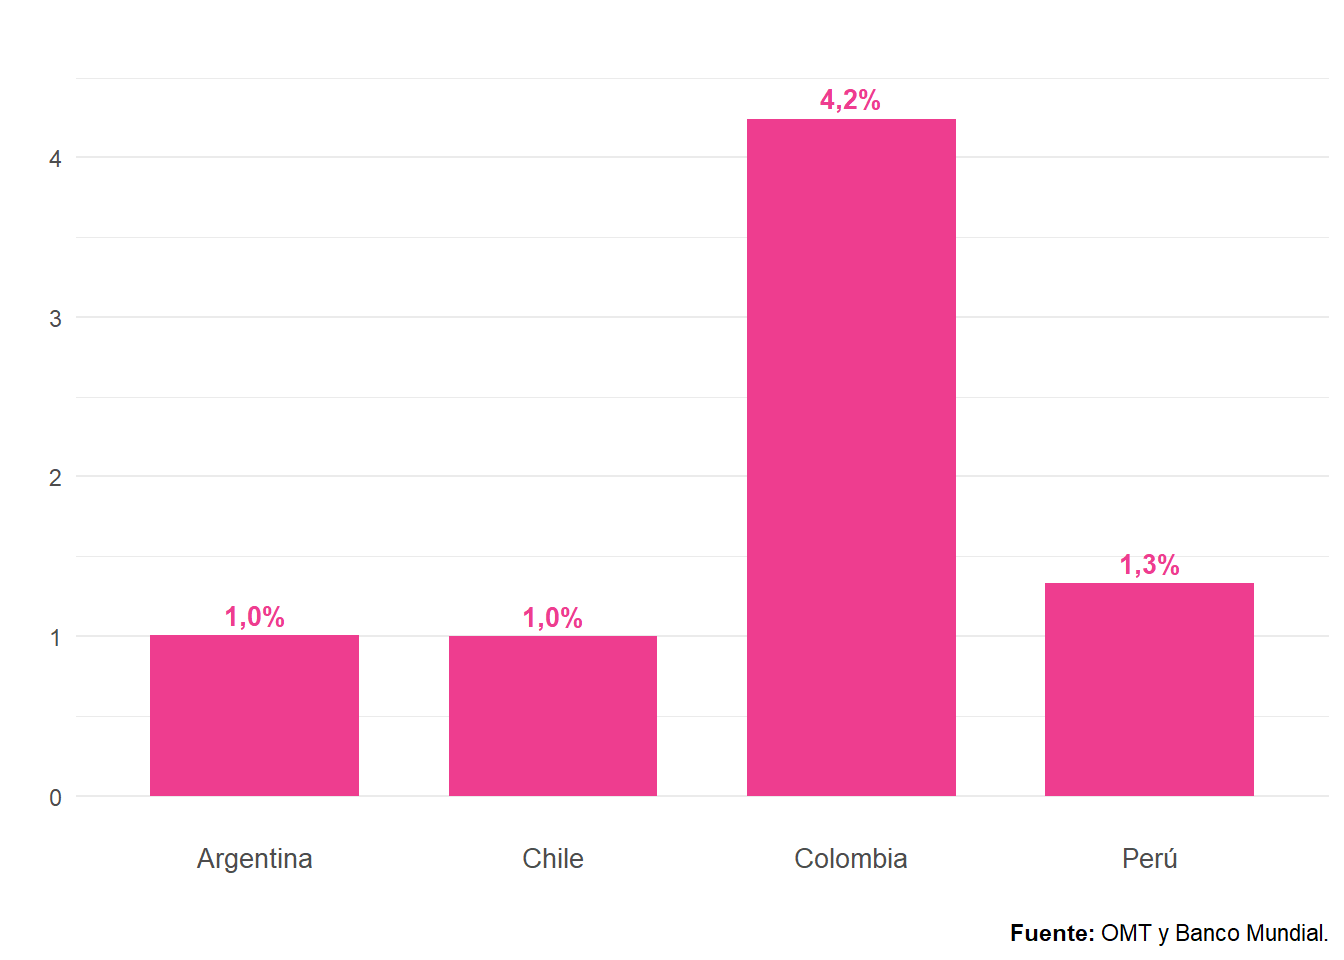 4,2%
4
3
2
1,3%
1,0%
1,0%
1
0
Argentina
Chile
Colombia
Perú
Fuente: OMT y Banco Mundial.